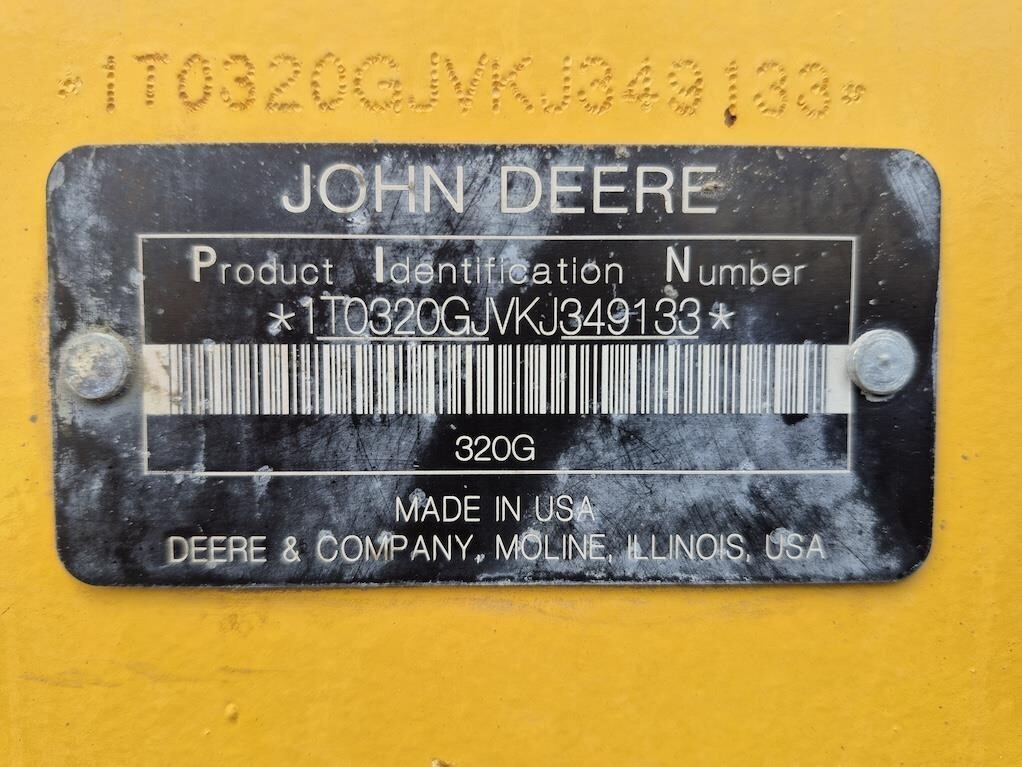 *1T0320GJVKJ349133*
JOHN DEERE
Product Identification Number
*1T0320GJVKJ349133*
320G
MADE IN USA
DEERE & COMPANY, MOLINE, ILLINOIS, USA